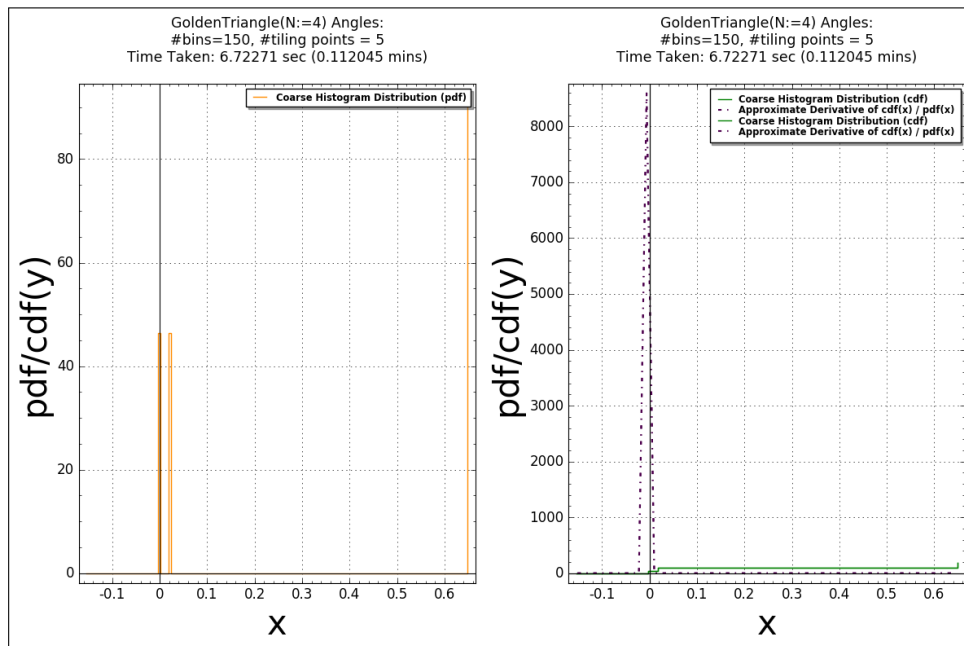 GoldenTriangle(N:=4) Angles:
#bins=150, #tiling points = 5
Time Taken: 6.72271 sec (0.112045 mins)
Coarse Histogram Distribution (pdf)
80
60
40
20
0
pdf/cdf(y)
-0.1 0 0.1 0.2 0.3 0.4 0.5 0.6
x
GoldenTriangle(N:=4) Angles:
#bins=150, #tiling points = 5
Time Taken: 6.72271 sec (0.112045 mins)
Coarse Histogram Distribution (cdf)
Approximate Derivative of cdf(x) / pdf(x)
Coarse Histogram Distribution (cdf)
Approximate Derivative of cdf(x) / pdf(x)
8000
7000
6000
5000
4000
3000
2000
1000
0
pdf/cdf(y)
-0.1 0 0.1 0.2 0.3 0.4 0.5 0.6
x